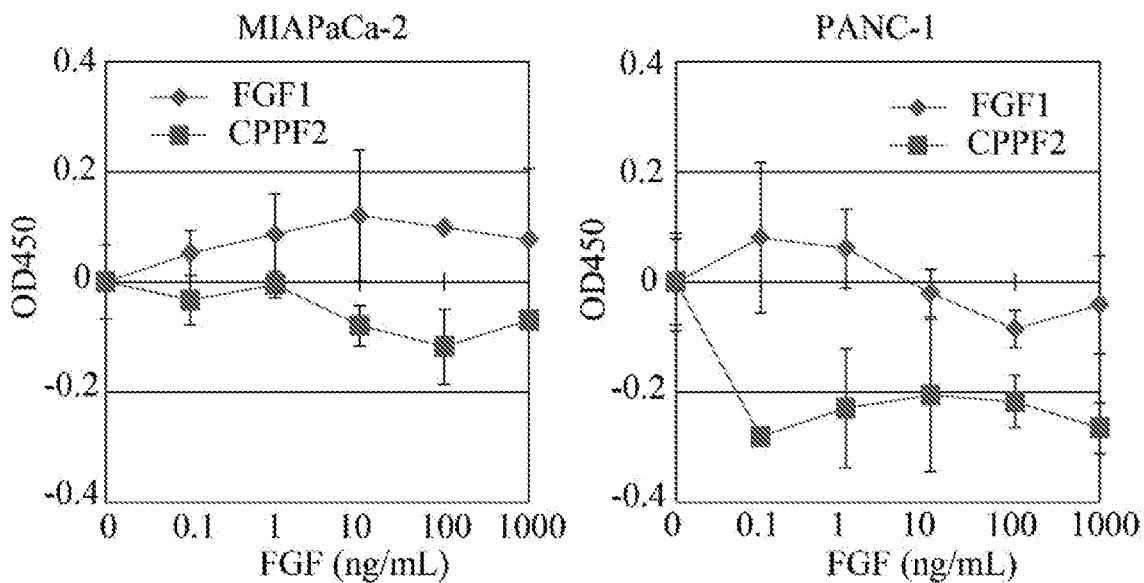 MIAPaCa-2
0.4
0.2
0
-0.2
-0.4
OD450
FGF1
CPPF2
0 0.1 1 10 100 1000
FGF (ng/mL)
PANC-1
0.4
0.2
0
-0.2
-0.4
OD450
FGF1
CPPF2
0 0.1 1 10 100 1000
FGF (ng/mL)